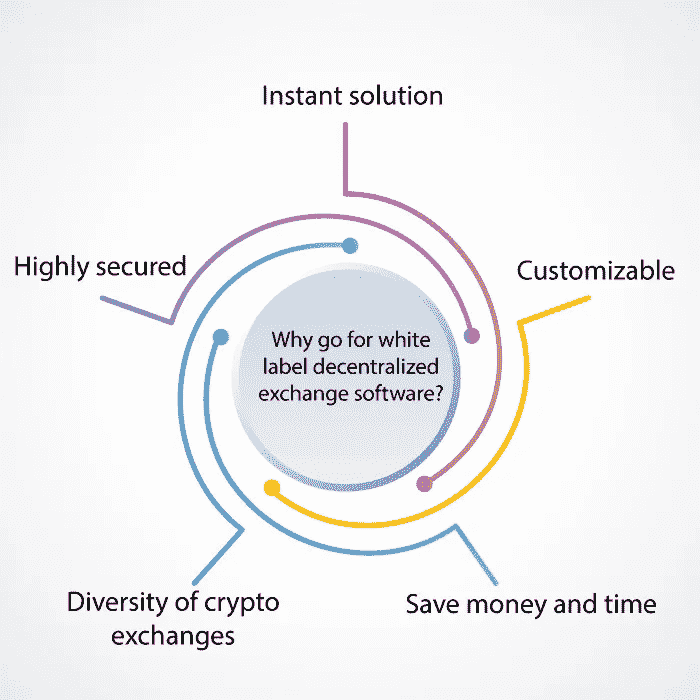 Instant solution
Highly secured
Customizable
Why go for white
label decentralized
exchange software?
Diversity of crypto
exchanges
Save money and time